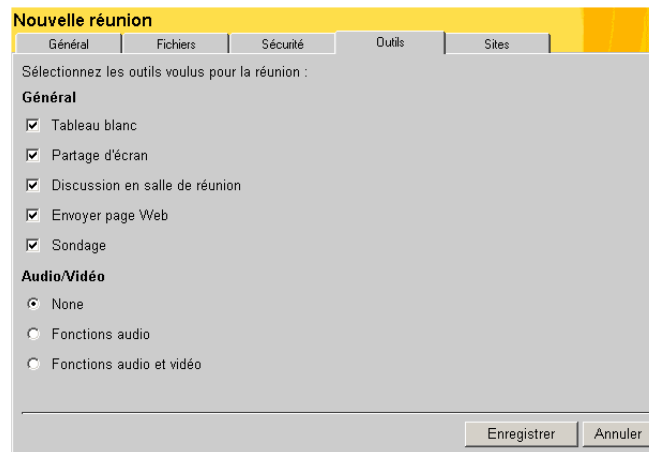 Nouvelle réunion
Général Fichiers Sécurité Outils Sites
Sélectionnez les outils voulus pour la réunion :
Général
Tableau blanc
Partage d'écran
Discussion en salle de réunion
Envoyer page Web
Sondage
Audio/Vidéo
None
Fonctions audio
Fonctions audio et vidéo
Enregistrer Annuler